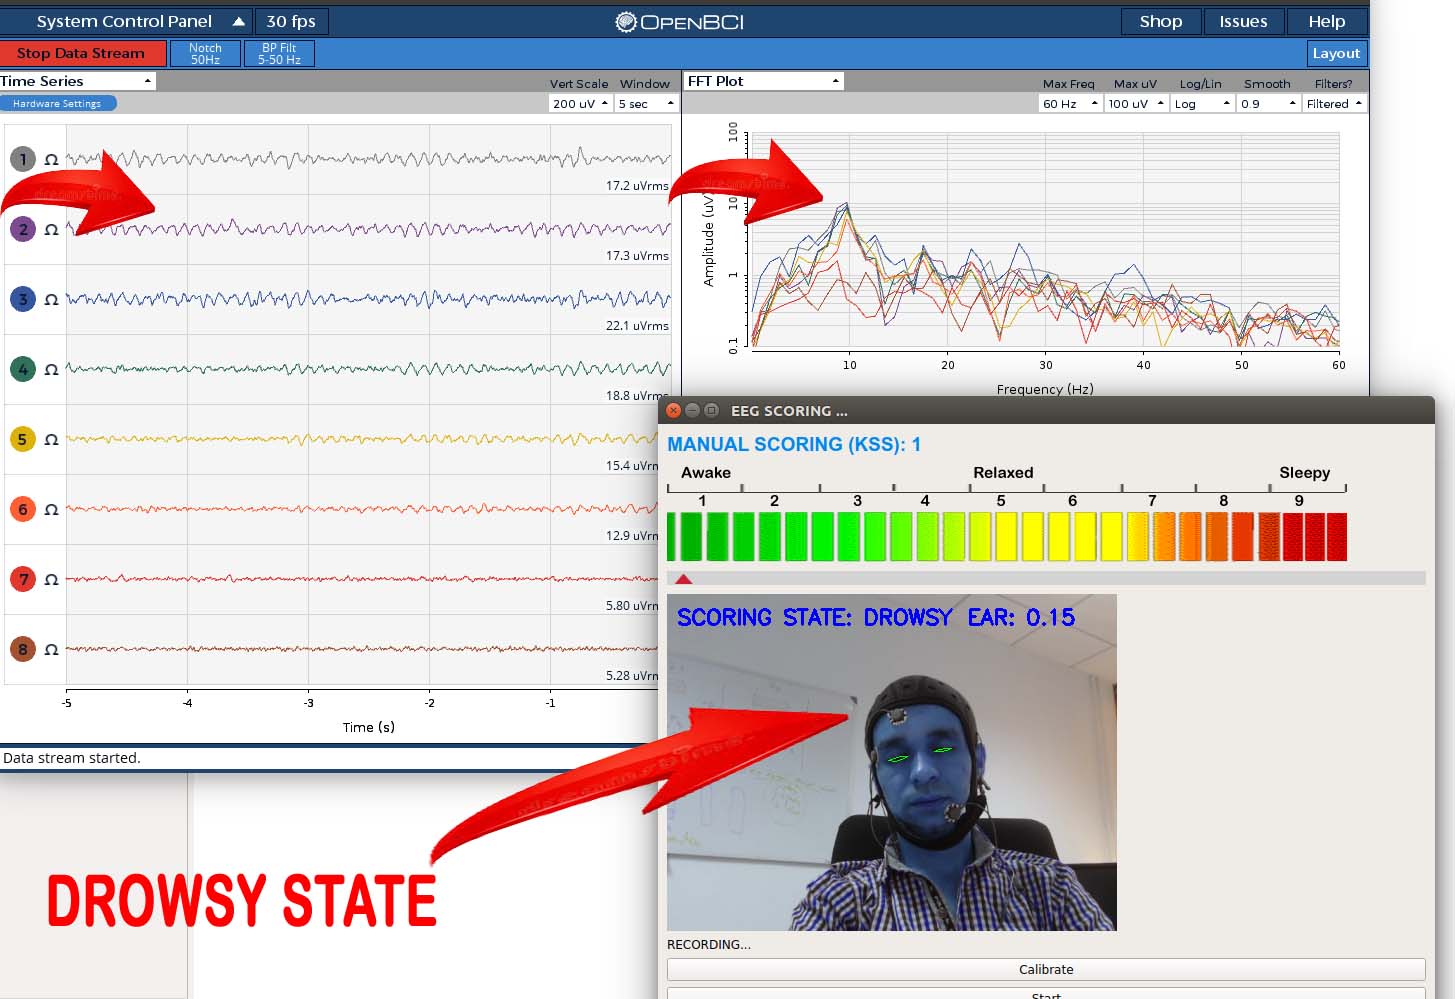 System Control Panel
30 fps
OpenBCI
Shop
Issues
Help
Stop Data Stream
Notch
50Hz
BP Filt
5-50 Hz
Layout
Time Series
Vert Scale
Window
Hardware Settings
200 uV
5 sec
FFT Plot
Max Freq
Max uV
Log/Lin
Smooth
Filters?
60 Hz
100 uV
Log
0.9
Filtered
1 Ω
17.2 uVrms
2 Ω
17.3 uVrms
3 Ω
22.1 uVrms
4 Ω
18.8 uVrms
5 Ω
15.4 uVrm
6 Ω
12.9 uVrm
7 Ω
5.80 uVrm
8 Ω
5.28 uVrm
-5 -4 -3 -2 -1
Time (s)
Data stream started.
100
10
1
0.1
Amplitude (uV)
10 20 30 40 50 60
Frequency (Hz)
EEG SCORING ...
MANUAL SCORING (KSS): 1
Awake Relaxed Sleepy
1 2 3 4 5 6 7 8 9
SCORING STATE: DROWSY EAR: 0.15
DROWSY STATE
RECORDING...
Calibrate
Start